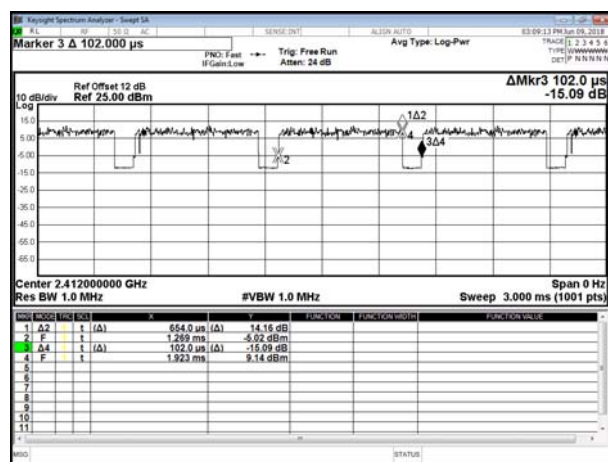 Keysight Spectrum Analyzer - Swept SA
RL RF 50 Ω AC SENSE:INT ALIGN AUTO 03:09:13 PM Jun 09, 2018
Marker 3 Δ 102.000 µs
PNO: Fast
IFGain:Low
Trig: Free Run
Atten: 24 dB
Avg Type: Log-Pwr
TRACE 1 2 3 4 5 6
TYPE WWWWWW
DET P N N N N N
ΔMkr3 102.0 µs
-15.09 dB
Ref Offset 12 dB
Ref 25.00 dBm
10 dB/div
Log
15.0
5.00
-5.00
-15.0
-25.0
-35.0
-45.0
-55.0
-65.0
1Δ2
4
2
3Δ4
Center 2.412000000 GHz Span 0 Hz
Res BW 1.0 MHz #VBW 1.0 MHz Sweep 3.000 ms (1001 pts)
MKR MODE TRC SCL X Y FUNCTION FUNCTION WIDTH FUNCTION VALUE
1 Δ2 t (Δ) 654.0 µs (Δ) 14.16 dB
2 F t 1.269 ms -5.02 dBm
3 Δ4 t (Δ) 102.0 µs (Δ) -15.09 dB
4 F t 1.923 ms 9.14 dBm
5
6
7
8
9
10
11
MSG STATUS